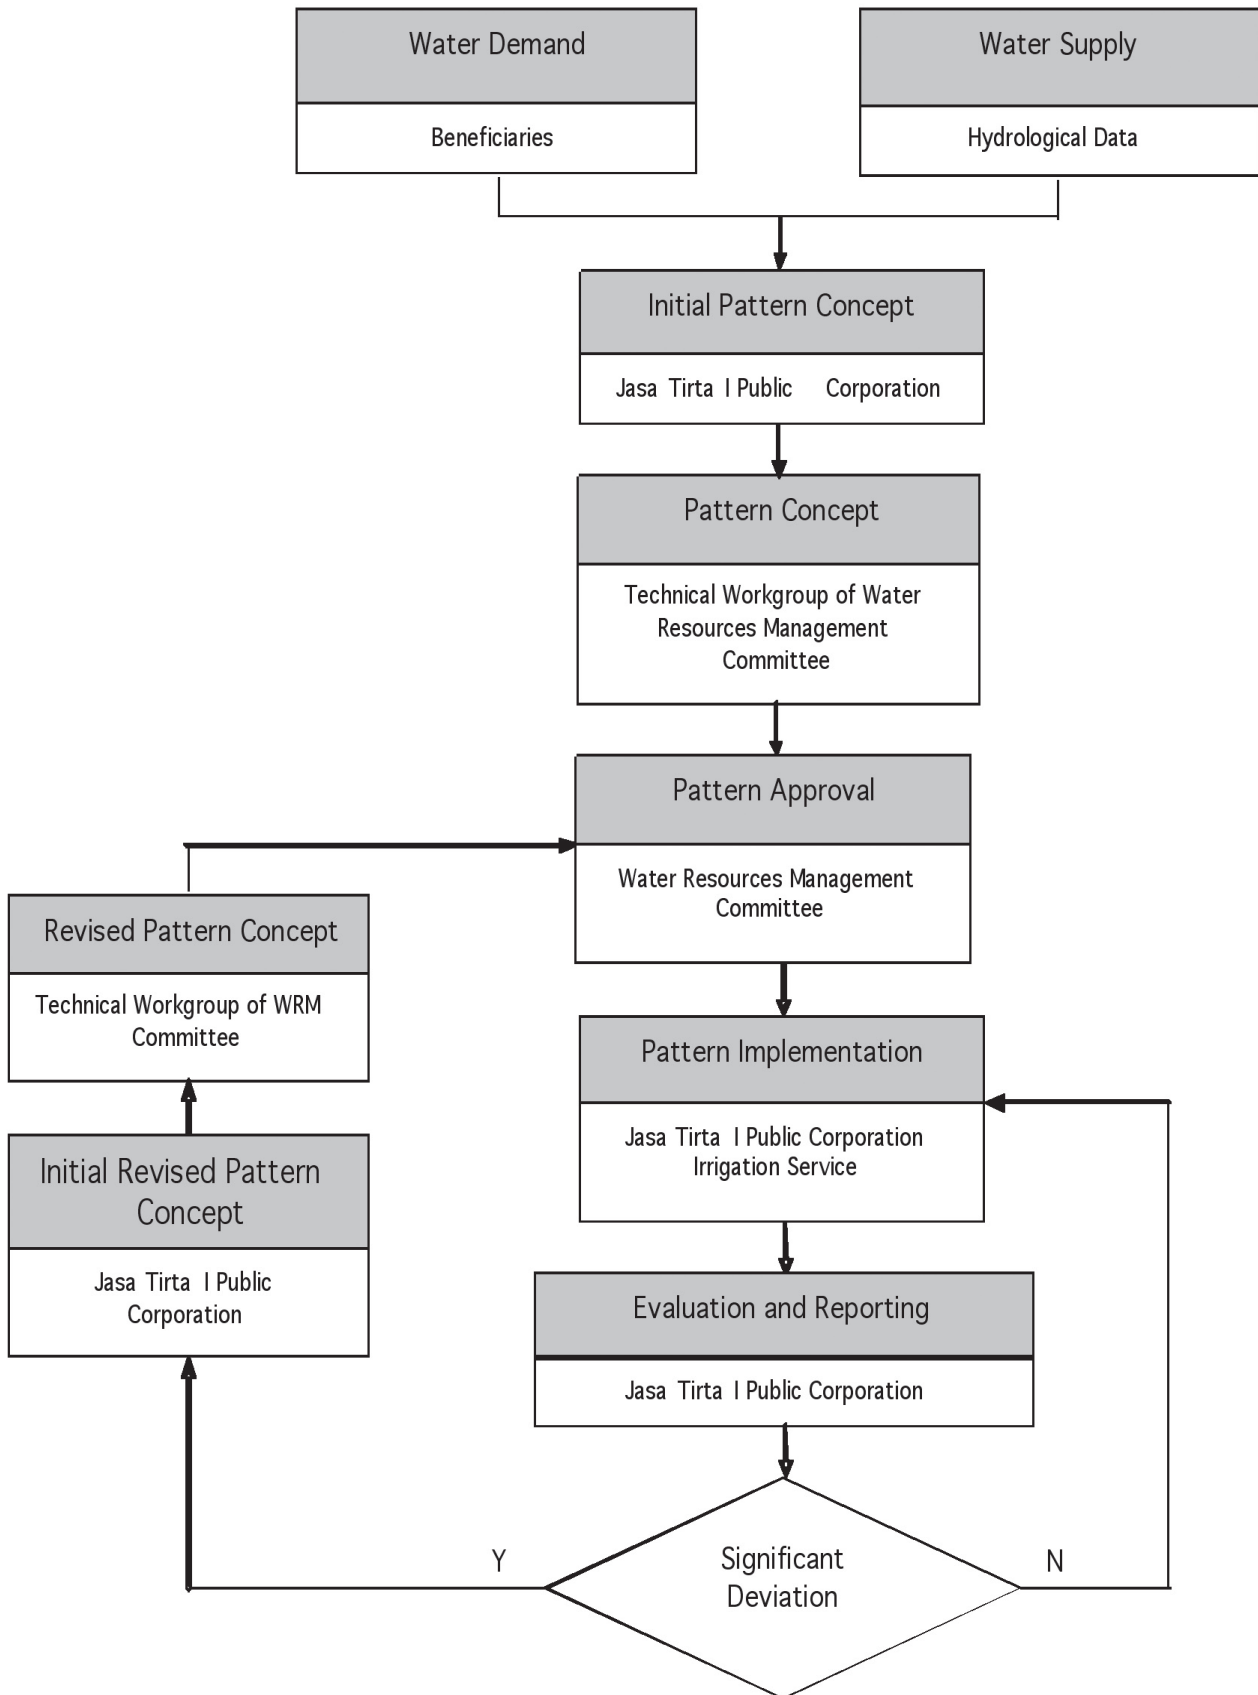 Water Demand
Beneficiaries
Water Supply
Hydrological Data
Initial Pattern Concept
Jasa Tirta I Public Corporation
Pattern Concept
Technical Workgroup of Water
Resources Management
Committee
Pattern Approval
Water Resources Management
Committee
Revised Pattern Concept
Technical Workgroup of WRM
Committee
Pattern Implementation
Jasa Tirta I Public Corporation
Irrigation Service
Initial Revised Pattern
Concept
Jasa Tirta I Public
Corporation
Evaluation and Reporting
Jasa Tirta I Public Corporation
Y
Significant
Deviation
N